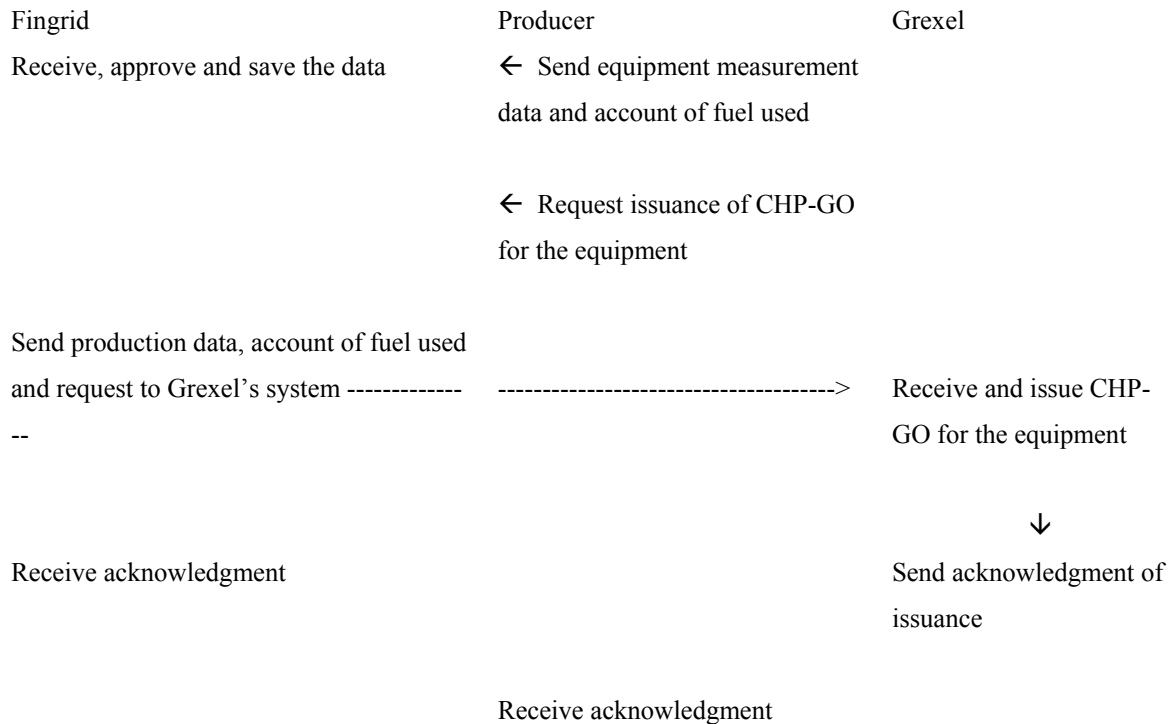 Fingrid Producer Grexel
Receive, approve and save the data ← Send equipment measurement
data and account of fuel used
← Request issuance of CHP-GO
for the equipment
Send production data, account of fuel used
and request to Grexel’s system ------------- --------------------------------------> Receive and issue CHP-
-- GO for the equipment
↓
Receive acknowledgment Send acknowledgment of
issuance
Receive acknowledgment